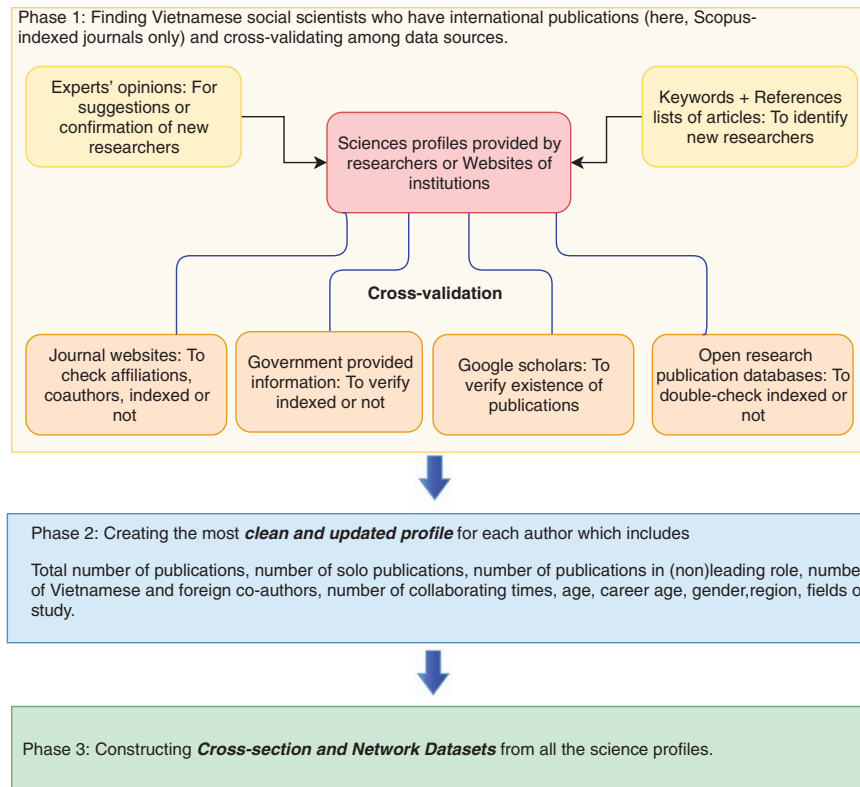 Phase 1: Finding Vietnamese social scientists who have international publications (here, Scopus-
indexed journals only) and cross-validating among data sources.
Experts' opinions: For
suggestions or
confirmation of new
researchers
Sciences profiles provided by
researchers or Websites of
institutions
Keywords + References
lists of articles: To identify
new researchers
Cross-validation
Journal websites: To
check affiliations,
coauthors, indexed or
not
Government provided
information: To verify
indexed or not
Google scholars: To
verify existence of
publications
Open research
publication databases: To
double-check indexed or
not
Phase 2: Creating the most clean and updated profile for each author which includes
Total number of publications, number of solo publications, number of publications in (non)leading role, number
of Vietnamese and foreign co-authors, number of collaborating times, age, career age, gender,region, fields o
study.
Phase 3: Constructing Cross-section and Network Datasets from all the science profiles.